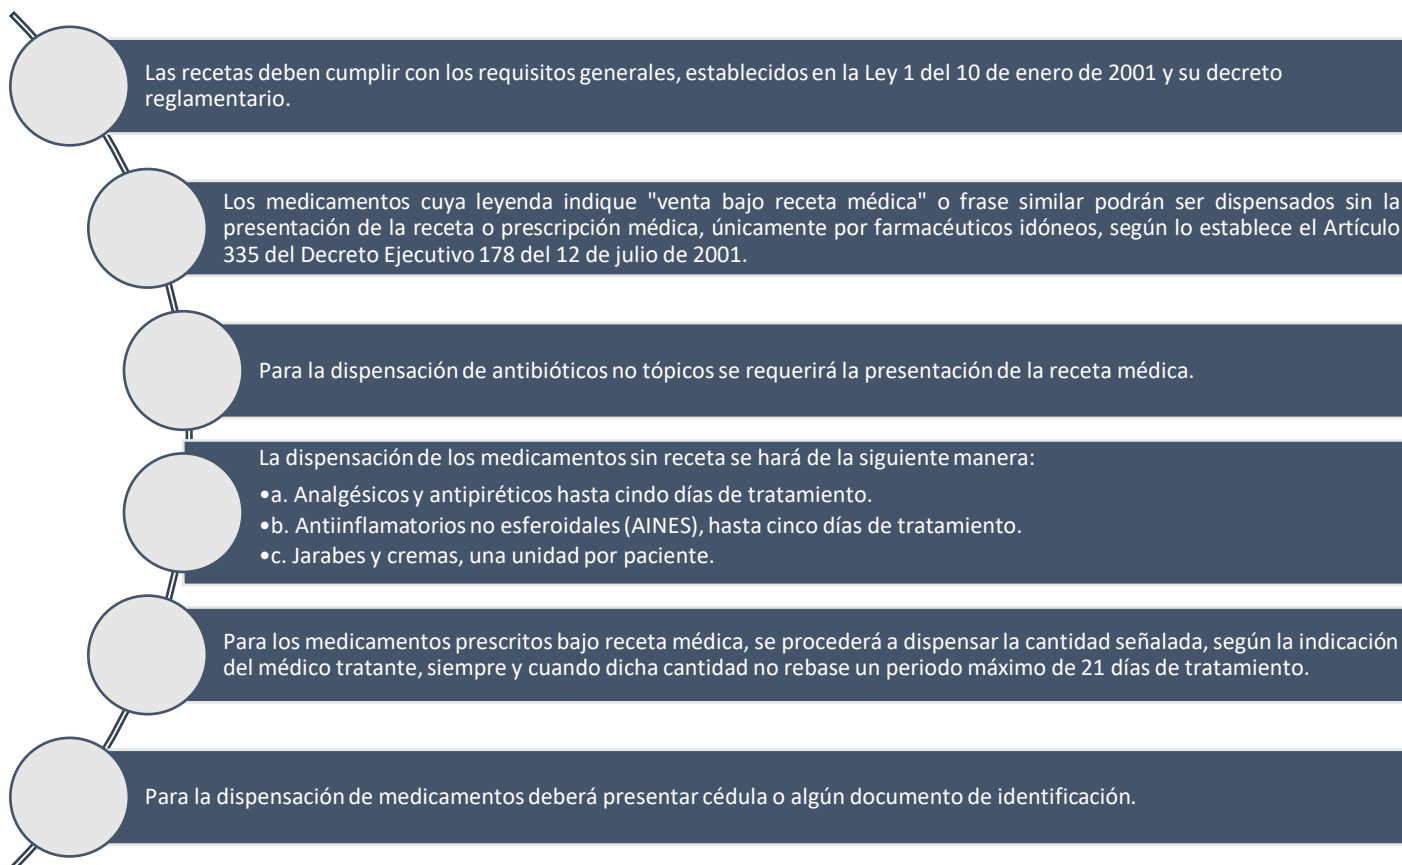 Las recetas deben cumplir con los requisitos generales, establecidos en la Ley 1 del 10 de enero de 2001 y su decreto
reglamentario.
Los medicamentos cuya leyenda indique "venta bajo receta médica" o frase similar podrán ser dispensados sin la
presentación de la receta o prescripción médica, únicamente por farmacéuticos idóneos, según lo establece el Artículo
335 del Decreto Ejecutivo 178 del 12 de julio de 2001.
Para la dispensación de antibióticos no tópicos se requerirá la presentación de la receta médica.
La dispensación de los medicamentos sin receta se hará de la siguiente manera:
•a. Analgésicos y antipiréticos hasta cindo días de tratamiento.
•b. Antiinflamatorios no esferoidales (AINES), hasta cinco días de tratamiento.
•c. Jarabes y cremas, una unidad por paciente.
Para los medicamentos prescritos bajo receta médica, se procederá a dispensar la cantidad señalada, según la indicación
del médico tratante, siempre y cuando dicha cantidad no rebase un periodo máximo de 21 días de tratamiento.
Para la dispensación de medicamentos deberá presentar cédula o algún documento de identificación.